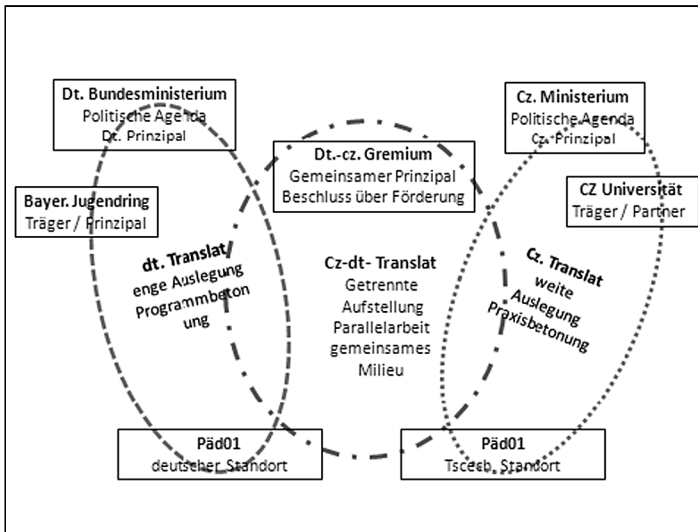 Dt. Bundesministerium
Politische Agenda
Dt. Prinzipal
Cz. Ministerium
Politische Agenda
Cz. Prinzipal
Dt.-cz. Gremium
Gemeinsamer Prinzipal
Beschluss über Förderung
Bayer. Jugendring
Träger / Prinzipal
CZ Universität
Träger / Partner
dt. Translat
enge Auslegung
Programmbeton
ung
Cz-dt- Translat
Getrennte
Aufstellung
Parallelarbeit
gemeinsames
Milieu
Cz. Translat
weite
Auslegung
Praxisbetonung
Päd01
deutscher Standort
Päd01
Tscech. Standort